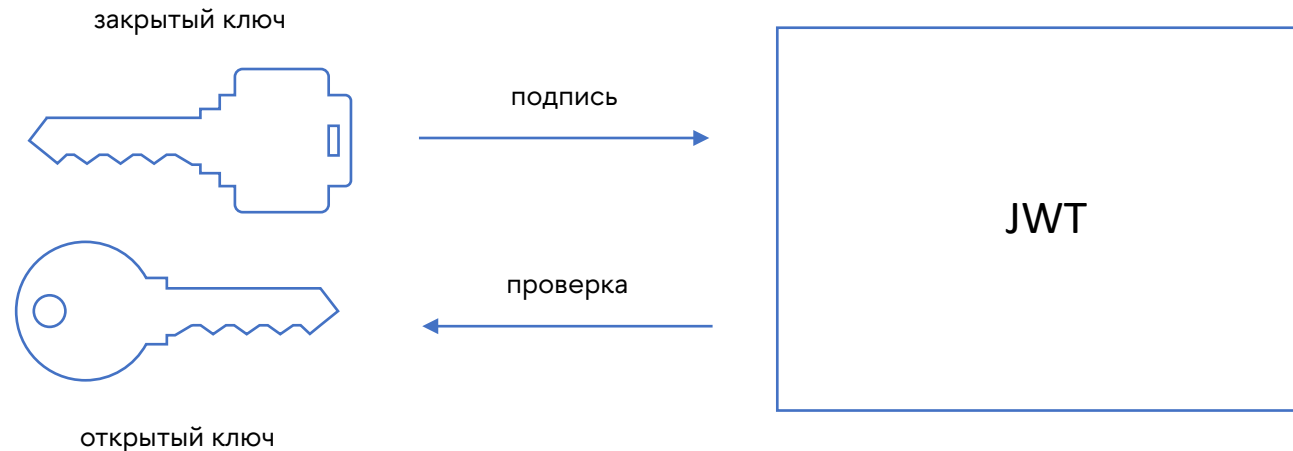 закрытый ключ
подпись
JWT
проверка
открытый ключ